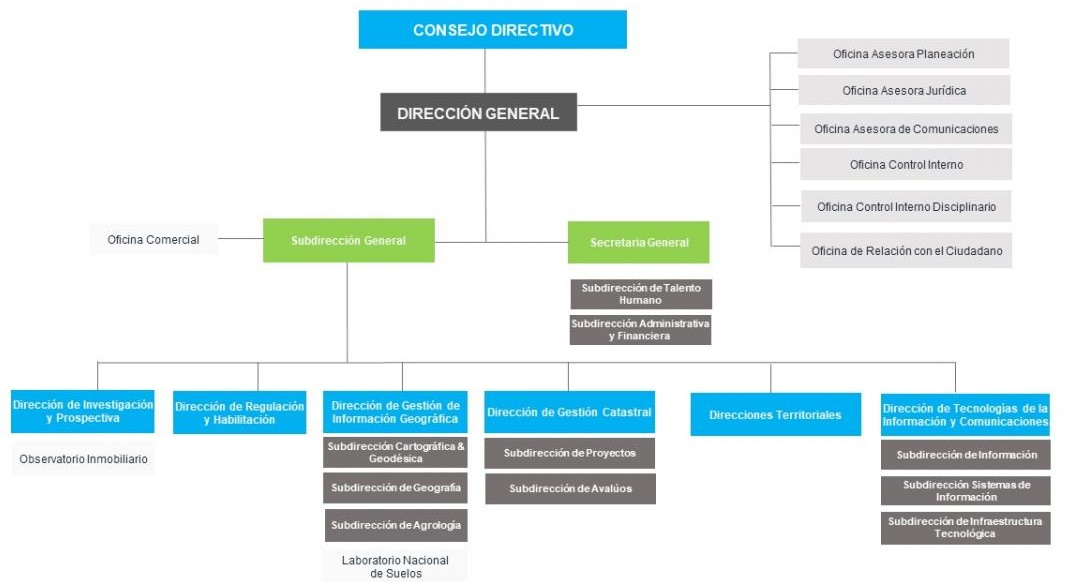 CONSEJO DIRECTIVO
DIRECCIÓN GENERAL
Oficina Asesora Planeación
Oficina Asesora Jurídica
Oficina Asesora de Comunicaciones
Oficina Control Interno
Oficina Control Interno Disciplinario
Oficina de Relación con el Ciudadano
Oficina Comercial
Subdirección General
Secretaria General
Subdirección de Talento
Humano
Subdirección Administrativa
y Financiera
Dirección de Investigación
y Prospectiva
Observatorio Inmobiliario
Dirección de Regulación
y Habilitación
Dirección de Gestión de
Información Geográfica
Subdirección Cartográfica &
Geodésica
Subdirección de Geografía
Subdirección de Agrología
Laboratorio Nacional
de Suelos
Dirección de Gestión Catastral
Subdirección de Proyectos
Subdirección de Avalúos
Direcciones Territoriales
Dirección de Tecnologías de la
Información y Comunicaciones
Subdirección de Información
Subdirección Sistemas de
Información
Subdirección de Infraestructura
Tecnológica